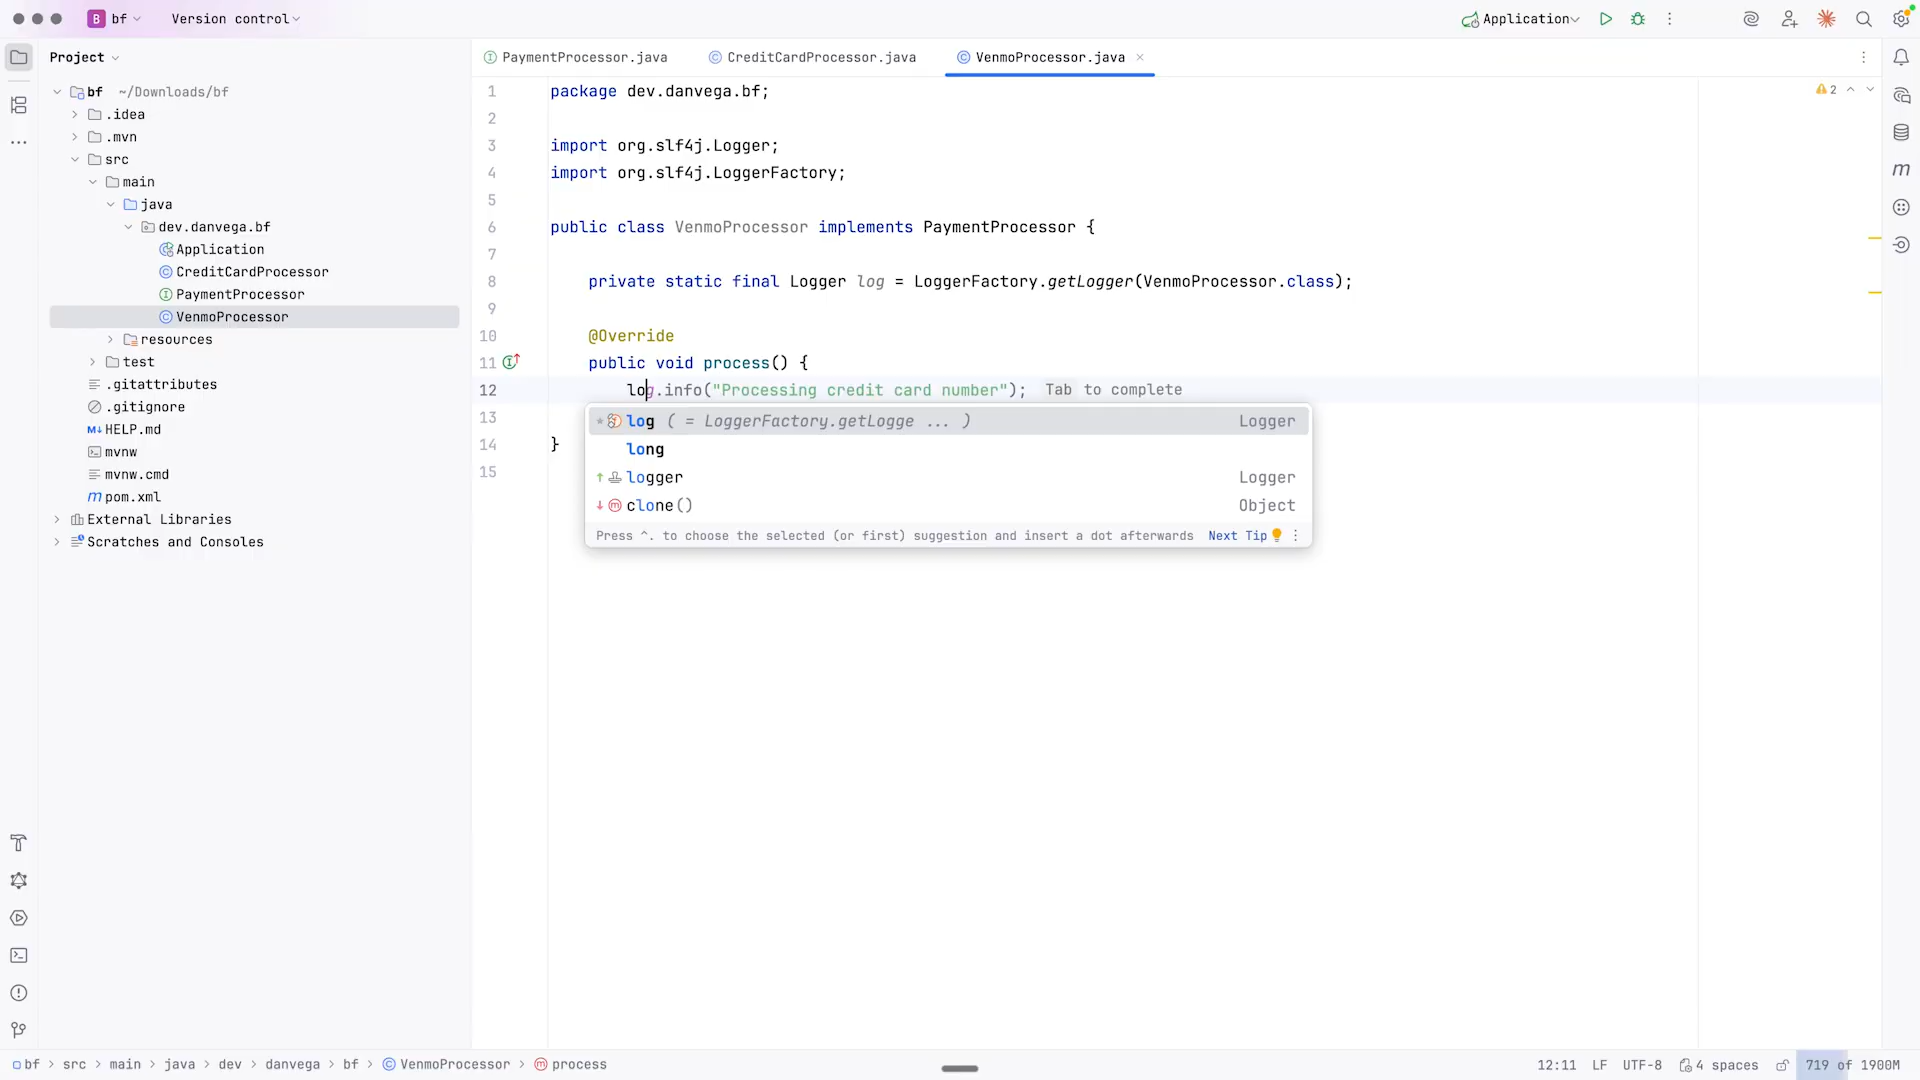 B bf Version control Application
Project
PaymentProcessor.java CreditCardProcessor.java VenmoProcessor.java
bf ~/Downloads/bf
.idea
.mvn
src
main
java
dev.danvega.bf
Application
CreditCardProcessor
PaymentProcessor
VenmoProcessor
resources
test
.gitattributes
.gitignore
M↓ HELP.md
mvnw
mvnw.cmd
m pom.xml
External Libraries
Scratches and Consoles
1 package dev.danvega.bf;
2
3 import org.slf4j.Logger;
4 import org.slf4j.LoggerFactory;
5
6 public class VenmoProcessor implements PaymentProcessor {
7
8 private static final Logger log = LoggerFactory.getLogger(VenmoProcessor.class);
9
10 @Override
11 public void process() {
12 log.info("Processing credit card number"); Tab to complete
13
14 }
15
2
log ( = LoggerFactory.getLogge ... ) Logger
long
logger Logger
clone() Object
Press ^. to choose the selected (or first) suggestion and insert a dot afterwards Next Tip
m
bf > src > main > java > dev > danvega > bf > VenmoProcessor > process
12:11 LF UTF-8 4 spaces 719 of 1900M